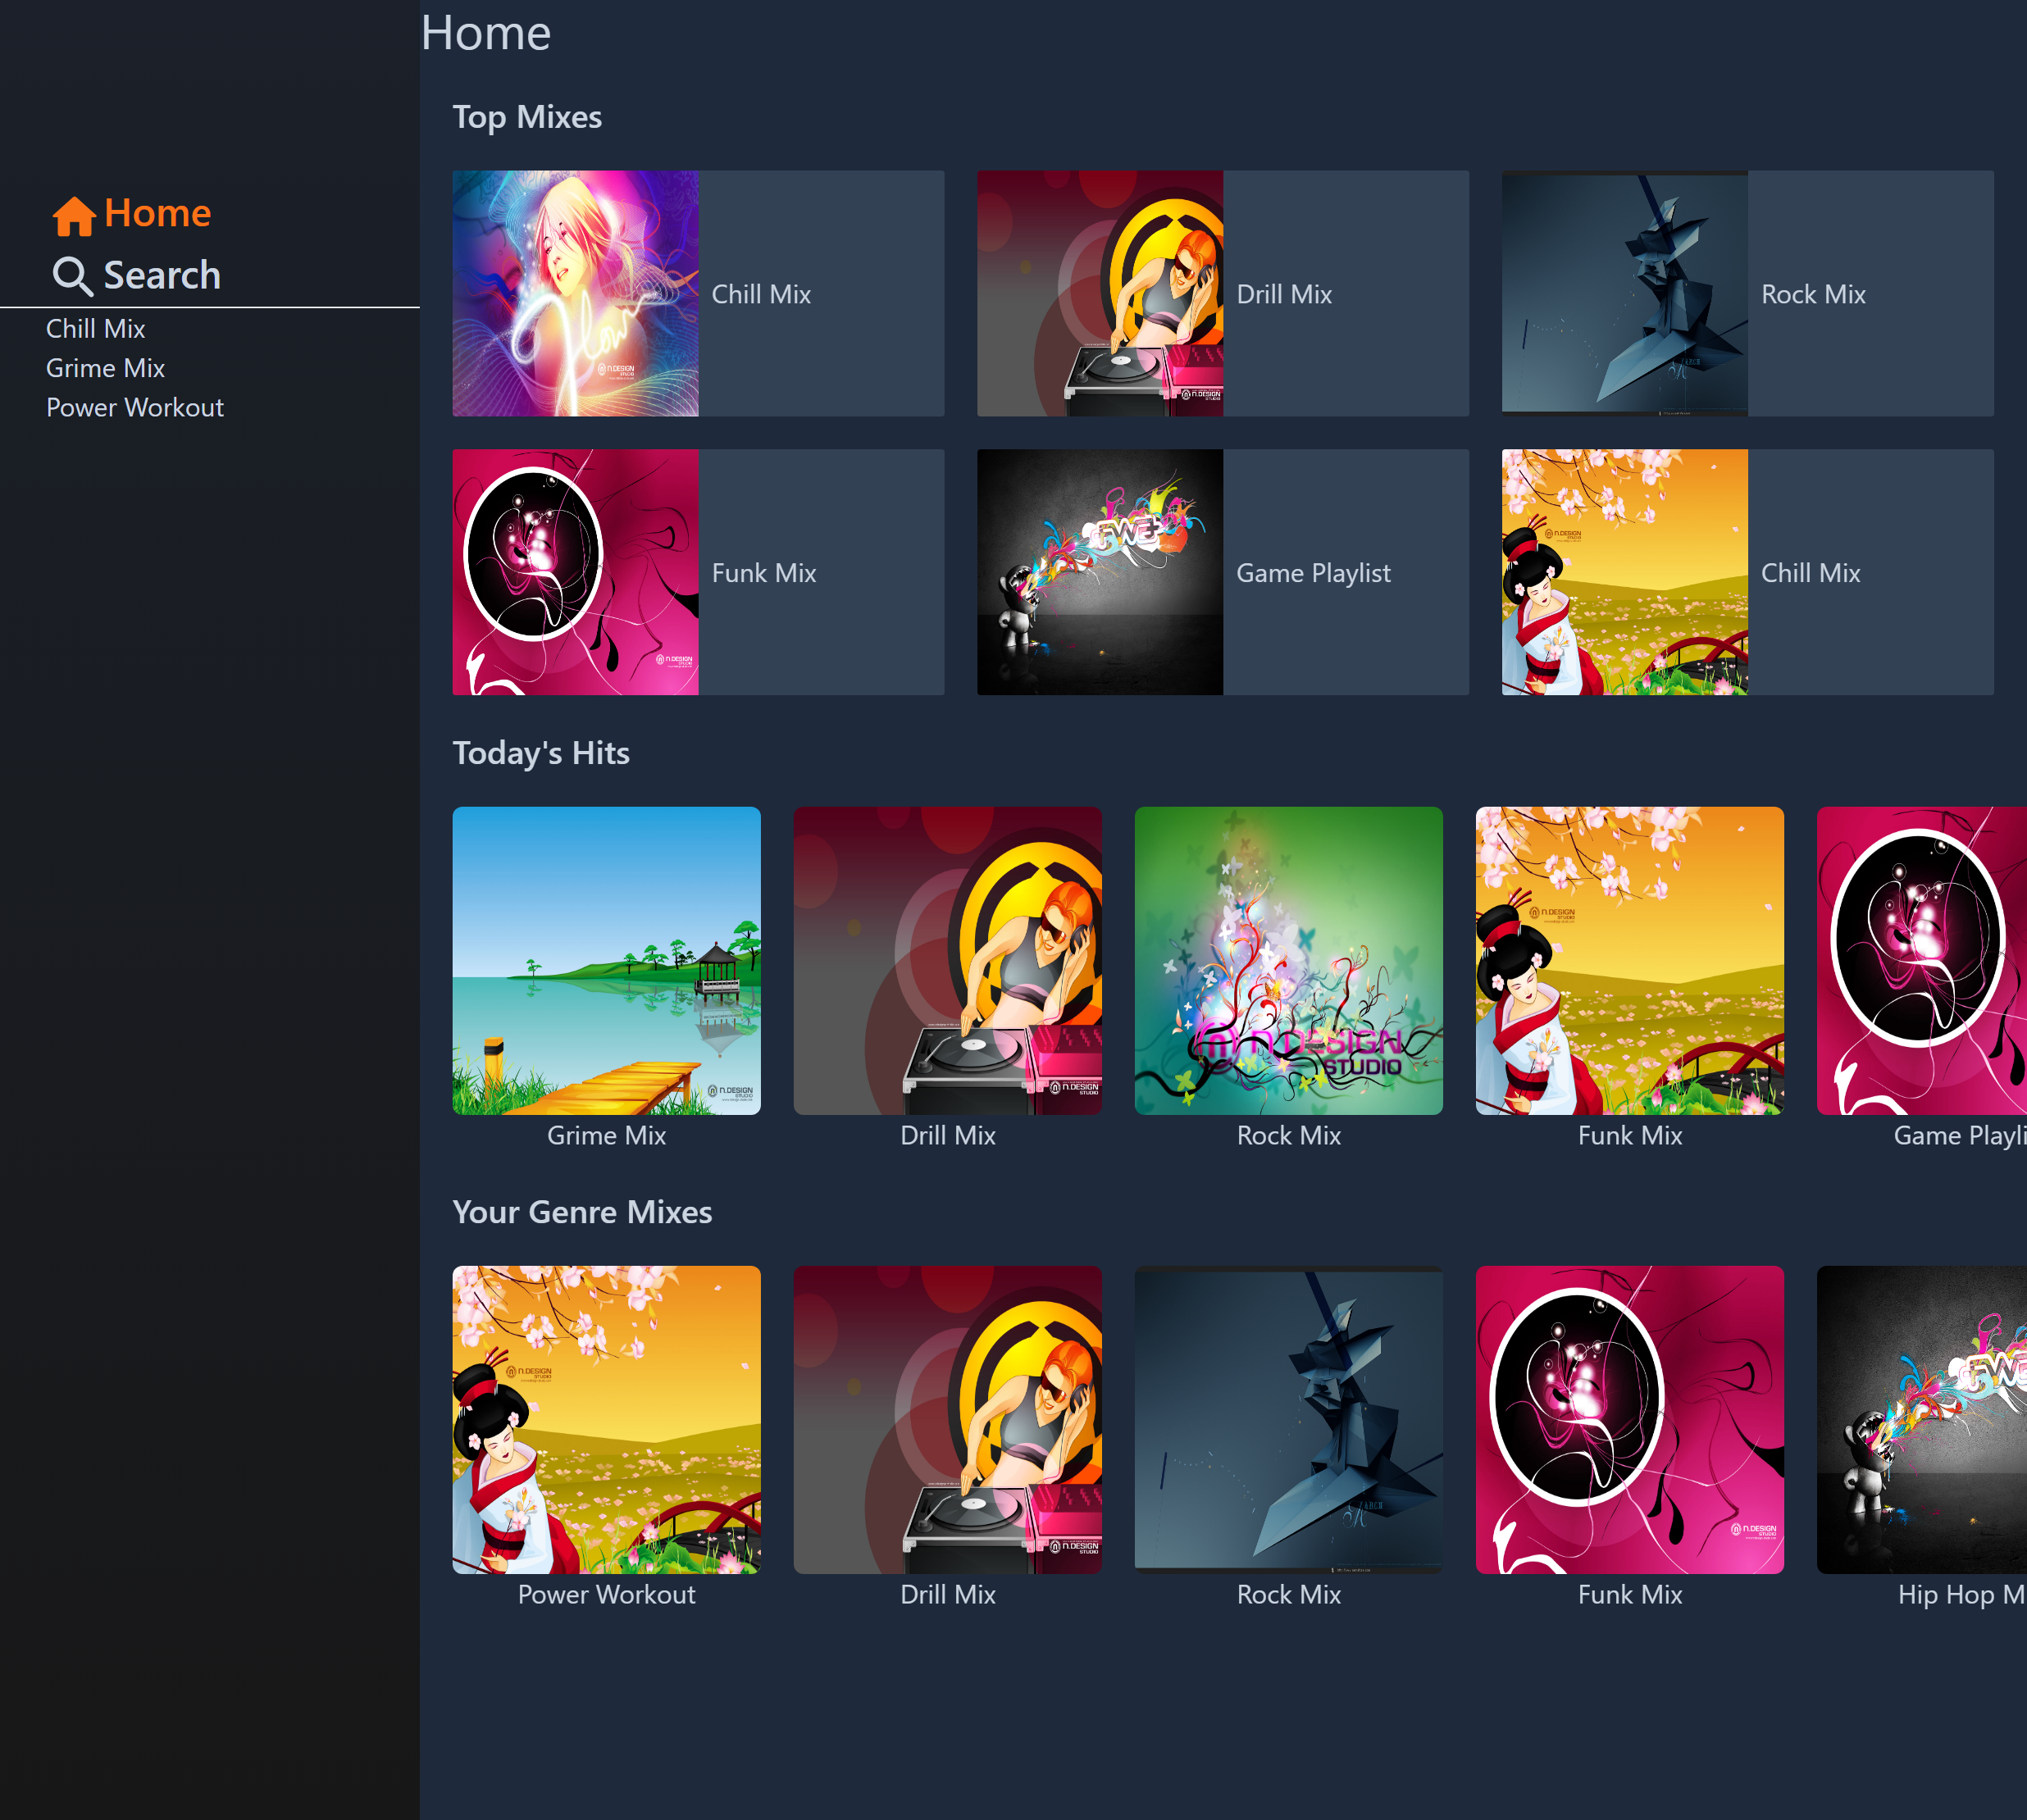 Home
Home
Search
Chill Mix
Grime Mix
Power Workout
Top Mixes
Chill Mix
Drill Mix
Rock Mix
Funk Mix
Game Playlist
Chill Mix
Today's Hits
Grime Mix
Drill Mix
N.DESIGN
STUDIO
Rock Mix
Funk Mix
Game Playli
Your Genre Mixes
Power Workout
Drill Mix
Rock Mix
Funk Mix
Hip Hop M